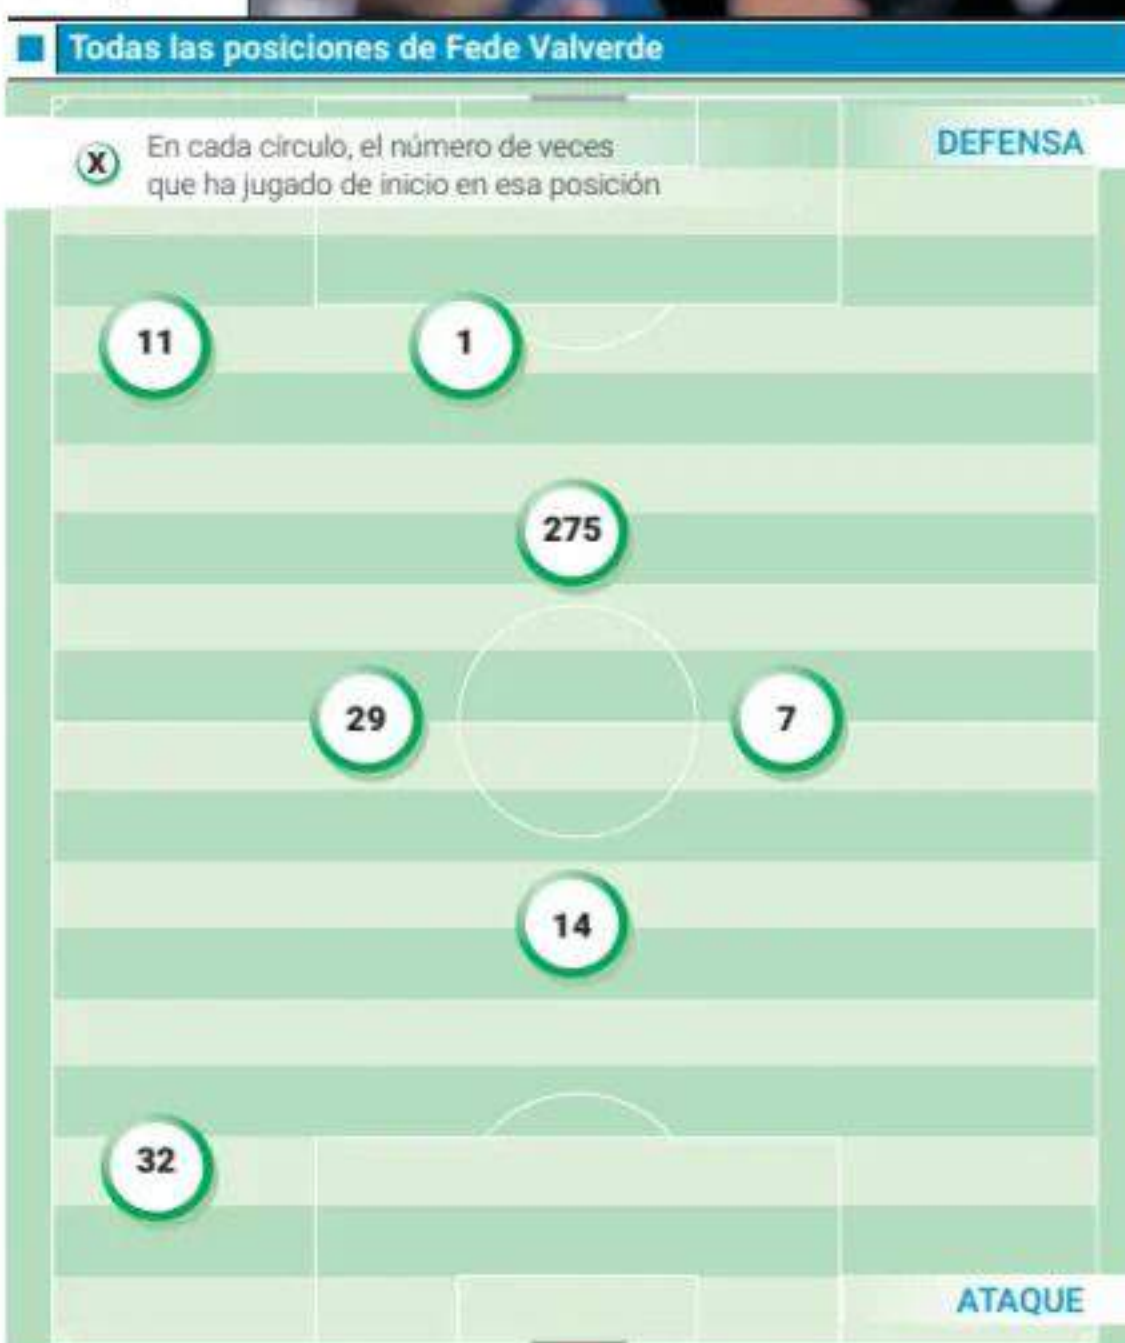 Todas las posiciones de Fede Valverde
DEFENSA
X
En cada círculo, el número de veces
que ha jugado de inicio en esa posición
11
1
275
29
7
14
32
ATAQUE